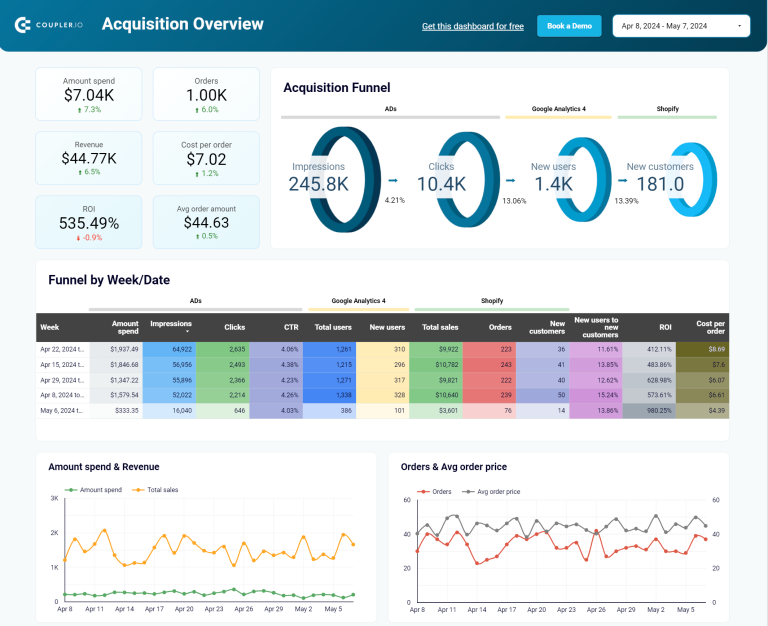 COUPLER.IO
Acquisition Overview
Get this dashboard for free
Book a Demo
Apr 8, 2024 - May 7, 2024
Amount spend
$7.04K
7.3%
Orders
1.00K
6.0%
Revenue
$44.77K
6.5%
Cost per order
$7.02
1.2%
ROI
535.49%
-0.9%
Avg order amount
$44.63
0.5%
Acquisition Funnel
ADs
Google Analytics 4
Shopify
Impressions
245.8K
4.21%
Clicks
10.4K
13.06%
New users
1.4K
13.39%
New customers
181.0
Funnel by Week/Date
ADs Google Analytics 4 Shopify
Week Amount spend Impressions Clicks CTR Total users New users Total sales Orders New customers New users to new customers ROI Cost per order
Apr 22, 2024 t... $1,937.49 64,922 2,635 4.06% 1,261 310 $9,922 223 36 11.61% 412.11% $8.69
Apr 15, 2024 t... $1,846.68 56,956 2,493 4.38% 1,215 296 $10,782 243 41 13.85% 483.86% $7.6
Apr 29, 2024 t... $1,347.22 55,896 2,366 4.23% 1,271 317 $9,821 222 40 12.62% 628.98% $6.07
Apr 8, 2024 to... $1,579.54 52,022 2,214 4.26% 1,338 328 $10,640 239 50 15.24% 573.61% $6.61
May 6, 2024 t... $333.35 16,040 646 4.03% 386 101 $3,601 76 14 13.86% 980.25% $4.39
Amount spend & Revenue
Amount spend Total sales
3K
2K
1K
0
Apr 8 Apr 11 Apr 14 Apr 17 Apr 20 Apr 23 Apr 26 Apr 29 May 2 May 5
Orders & Avg order price
Orders Avg order price
60 60
40 40
20 20
0 0
Apr 8 Apr 11 Apr 14 Apr 17 Apr 20 Apr 23 Apr 26 Apr 29 May 2 May 5